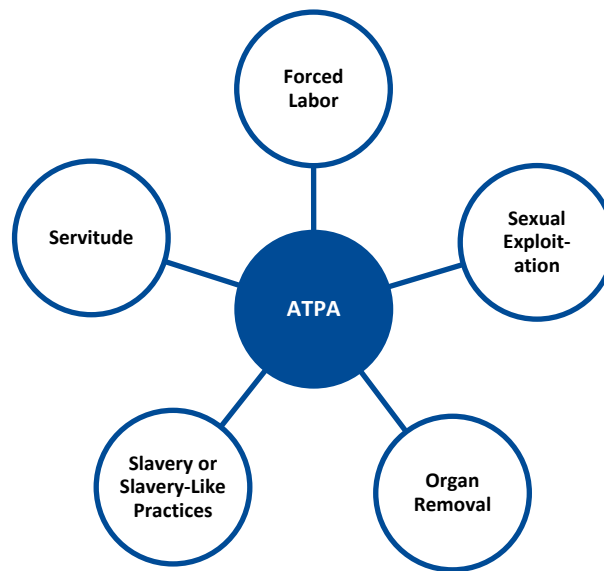 Forced
Labor
Sexual
Exploit-
ation
Servitude
ATPA
Slavery or
Slavery-Like
Practices
Organ
Removal